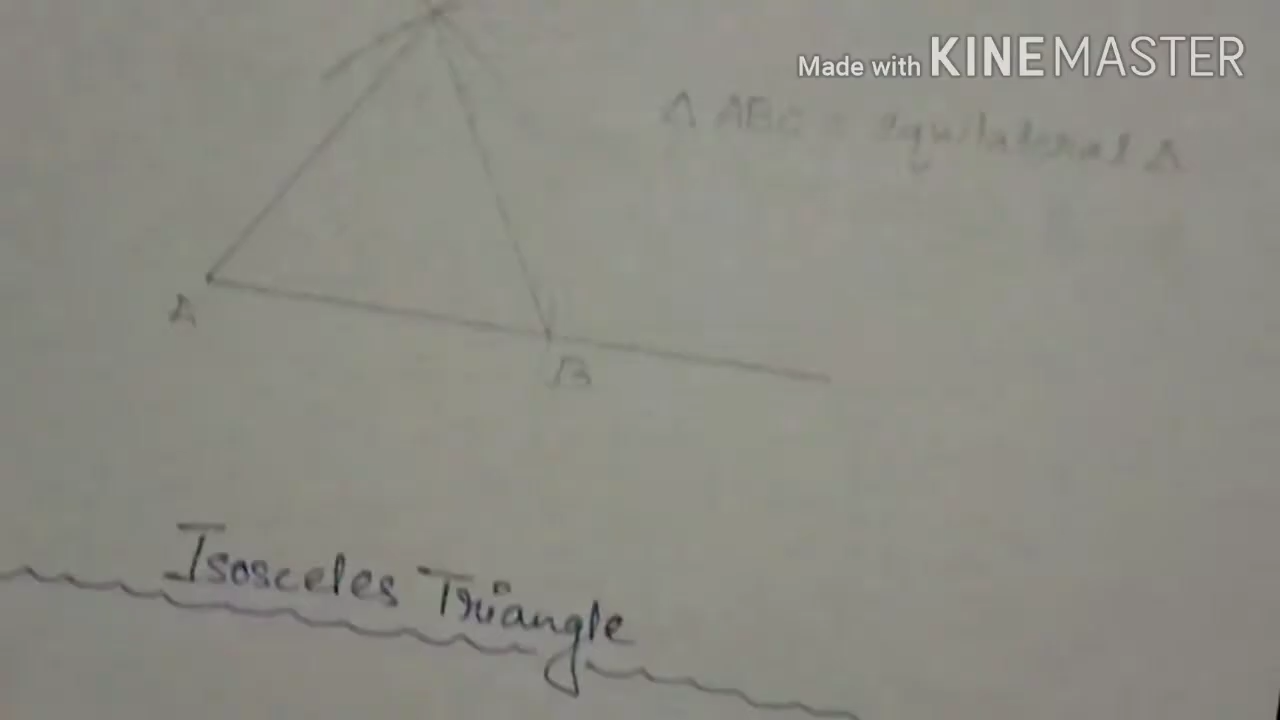 Made with KINEMASTER
Δ ABC = equilateral Δ
A
B
Isosceles Triangle